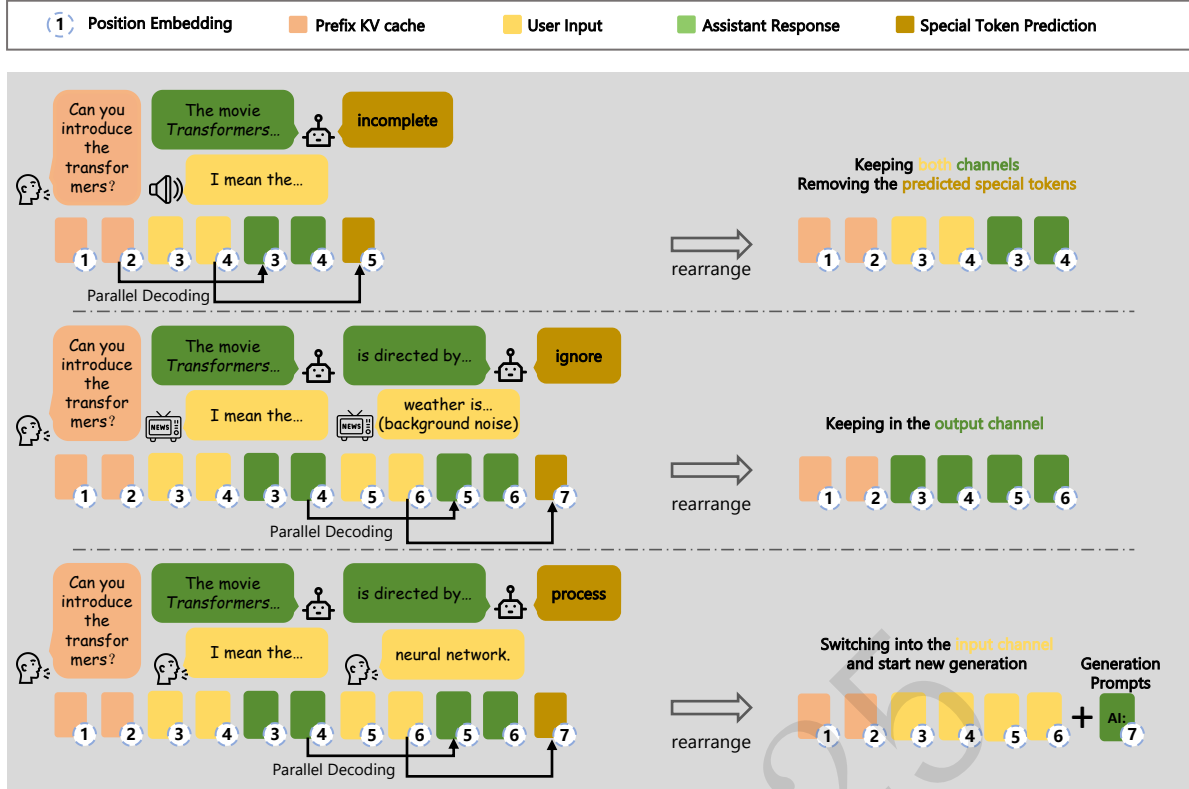 1 Position Embedding Prefix KV cache User Input Assistant Response Special Token Prediction
Can you
introduce
the
transfor
mers?
The movie
Transformers...
incomplete
I mean the...
1 2 3 4 3 4 5
Parallel Decoding
rearrange
Keeping both channels
Removing the predicted special tokens
1 2 3 4 3 4
Can you
introduce
the
transfor
mers?
The movie
Transformers...
is directed by...
ignore
NEWS
I mean the...
NEWS
weather is...
(background noise)
1 2 3 4 3 4 5 6 5 6 7
Parallel Decoding
rearrange
Keeping in the output channel
1 2 3 4 5 6
Can you
introduce
the
transfor
mers?
The movie
Transformers...
is directed by...
process
I mean the...
neural network.
1 2 3 4 3 4 5 6 5 6 7
Parallel Decoding
rearrange
Switching into the input channel
and start new generation
Generation
Prompts
1 2 3 4 5 6 + AI: 7
25